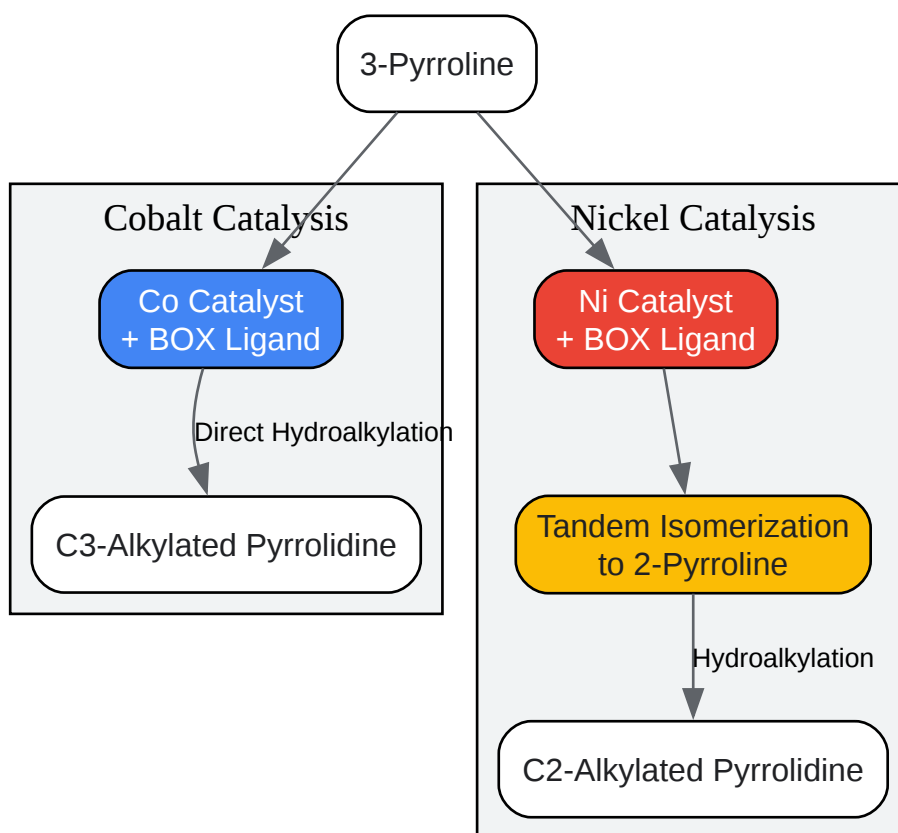 3-Pyrroline
Cobalt Catalysis
Co Catalyst
+ BOX Ligand
Direct Hydroalkylation
C3-Alkylated Pyrrolidine
Nickel Catalysis
Ni Catalyst
+ BOX Ligand
Tandem Isomerization
to 2-Pyrroline
Hydroalkylation
C2-Alkylated Pyrrolidine